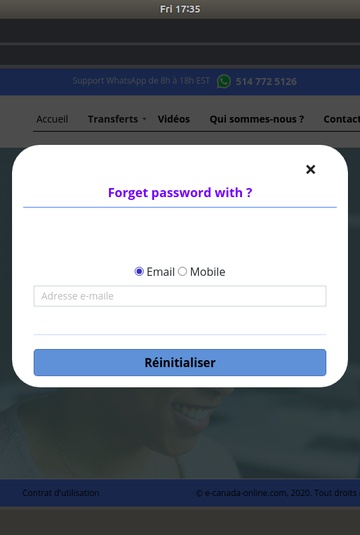 Fri 17:35
Support WhatsApp de 8h à 18h EST 514 772 5126
Accueil Transferts Vidéos Qui sommes-nous ? Contact
×
Forget password with ?
Email Mobile
Adresse e-maile
Réinitialiser
Contrat d'utilisation © e-canada-online.com. 2020. Tout droits